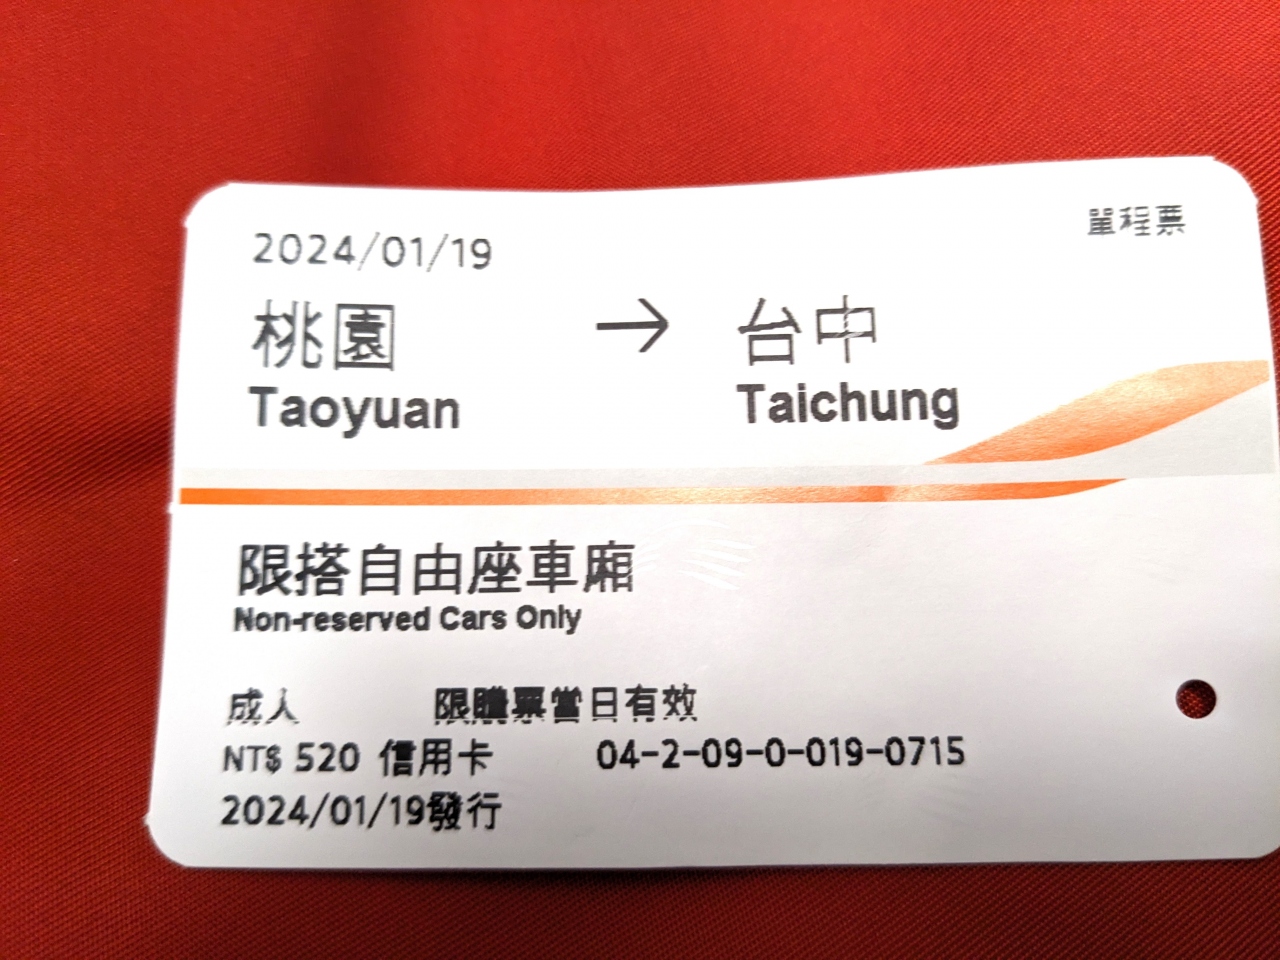 2024/01/19
單程票
桃園 → 台中
Taoyuan Taichung
限搭自由座車廂
Non-reserved Cars Only
成人 限購票當日有效
NT$ 520 信用卡 04-2-09-0-019-0715
2024/01/19發行